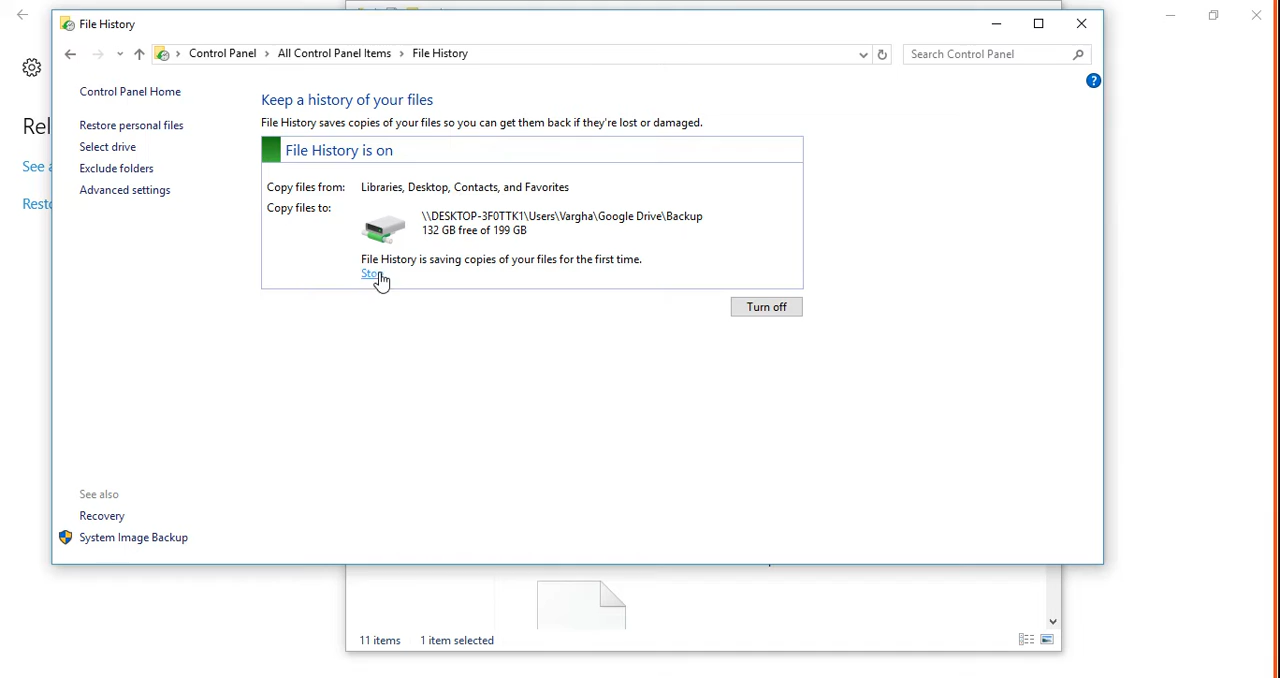 File History
Control Panel > All Control Panel Items > File History
Search Control Panel
Control Panel Home
Restore personal files
Select drive
Exclude folders
Advanced settings
Keep a history of your files
File History saves copies of your files so you can get them back if they're lost or damaged.
File History is on
Copy files from: Libraries, Desktop, Contacts, and Favorites
Copy files to: \\DESKTOP-3F0TTK1\Users\Vargha\Google Drive\Backup
132 GB free of 199 GB
File History is saving copies of your files for the first time.
Stop
Turn off
See also
Recovery
System Image Backup
Rel
See a
Rest
11 items 1 item selected